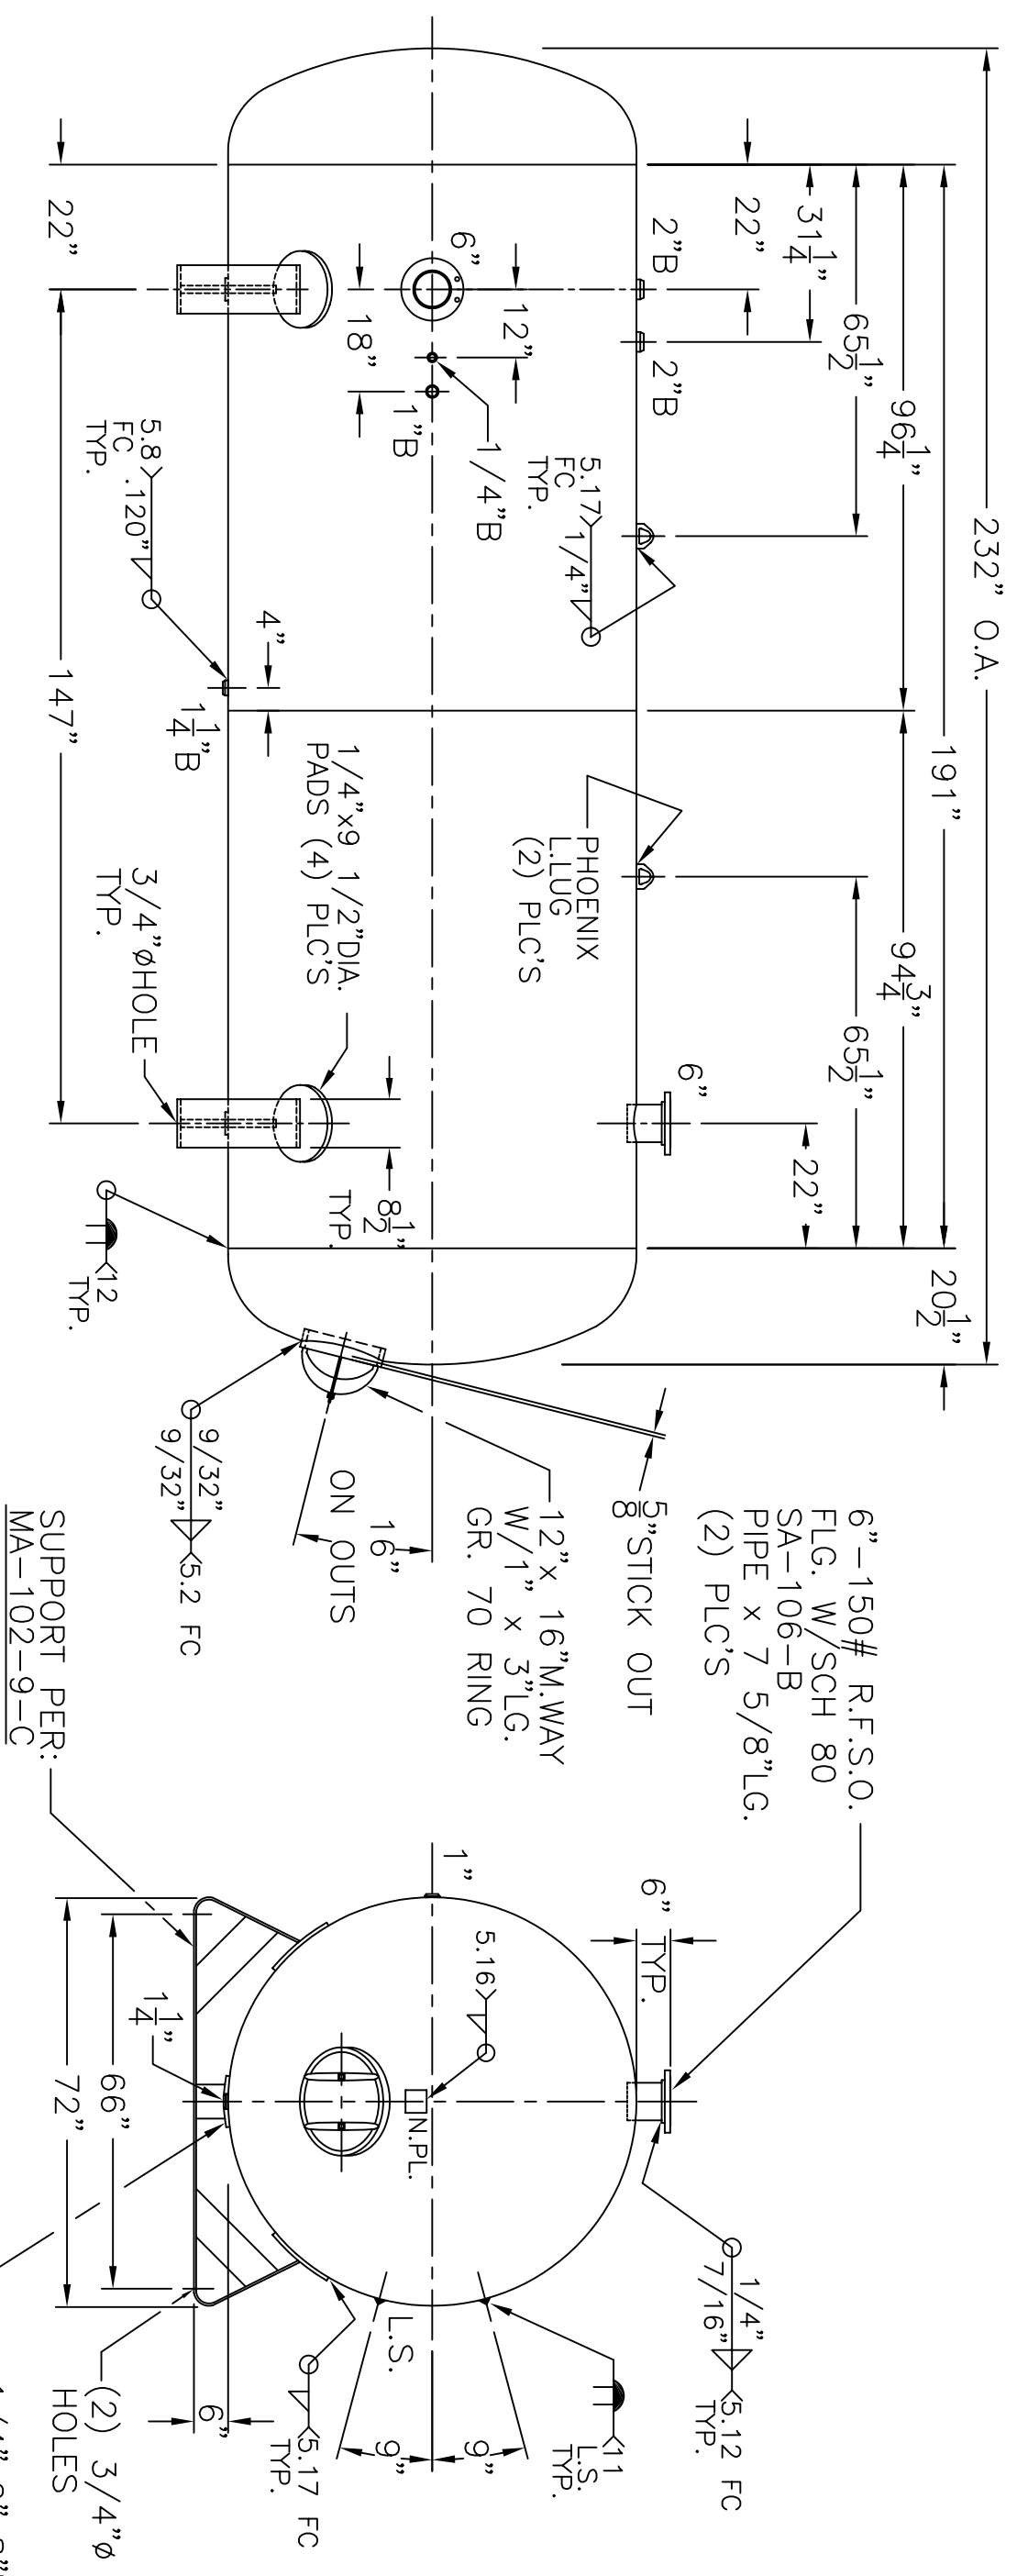 232" O.A.
191"
20 1/2"
96 1/4"
94 3/4"
65 1/2"
65 1/2"
31 1/4"
22"
22"
2"B
2"B
6"
6"
12"
18"
1/4"B
1"B
5.17
FC
TYP.
1/4"
PHOENIX
L.LUG
(2) PLC'S
5.8
FC
TYP.
.120"
4"
1 1/4"B
1/4"x9 1/2"DIA.
PADS (4) PLC'S
3/4"øHOLE
TYP.
8 1/2"
TYP.
22"
147"
12
TYP.
9/32"
9/32"
5.2 FC
16"
ON OUTS
5/8"STICK OUT
12"x 16"M.WAY
W/1" x 3"LG.
GR. 70 RING
6"-150# R.F.S.O.
FLG. W/SCH 80
SA-106-B
PIPE x 7 5/8"LG.
(2) PLC'S
SUPPORT PER:
MA-102-9-C
1"
6"
TYP.
5.16
N.PL.
1/4"
7/16"
5.12 FC
TYP.
11
L.S.
TYP.
L.S.
9"
9"
5.17 FC
TYP.
1 1/4"
66"
72"
6"
(2) 3/4"ø
HOLES